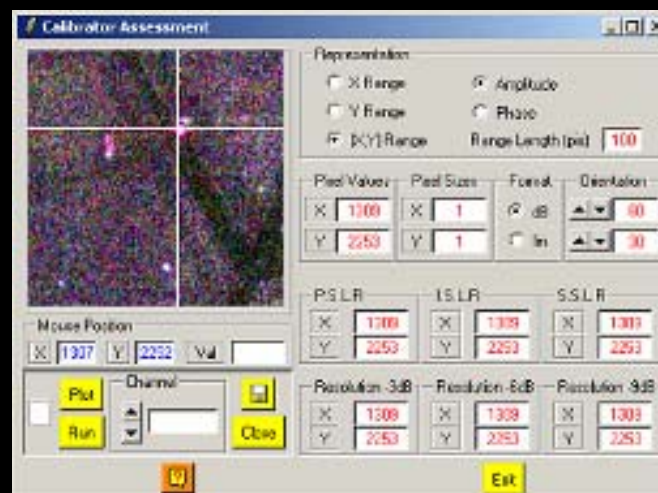 Calibrator Assessment
Representation
X Range
Amplitude
Y Range
Phase
[X,Y] Range
Range Length (pix)
100
Pixel Values
Pixel Sizes
Format
Orientation
X 1309
X 1
dB
60
Y 2253
Y 1
lin
30
P.S.L.R
I.S.L.R
S.S.L.R
X 1309
X 1309
X 1309
Y 2253
Y 2253
Y 2253
Mouse Position
X 1307 Y 2252 Val
Plot
Channel
Run
Close
Resolution -3dB
Resolution -6dB
Resolution -9dB
X 1309
X 1309
X 1309
Y 2253
Y 2253
Y 2253
?
Exit